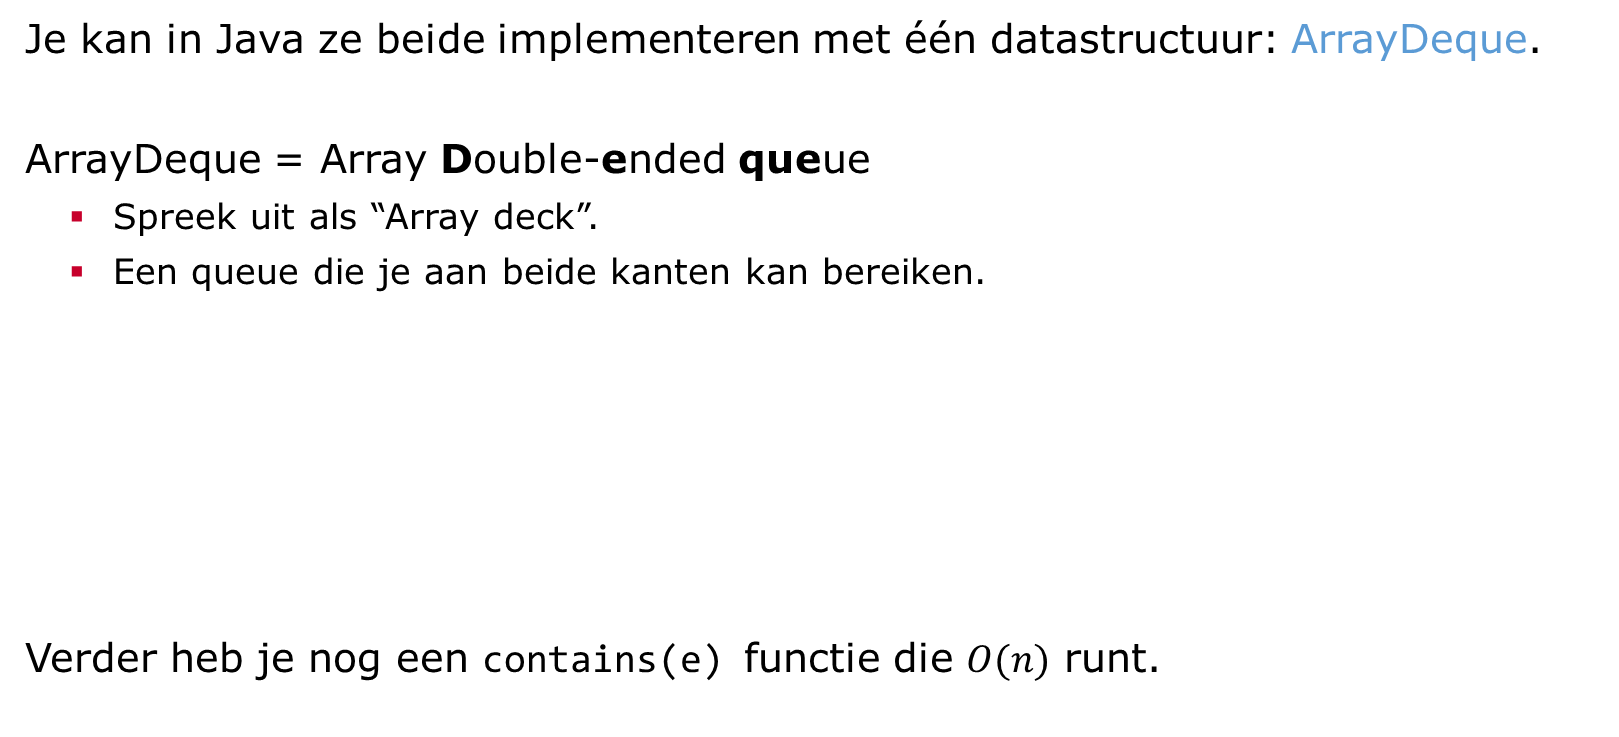 Je kan in Java ze beide implementeren met één datastructuur: ArrayDeque.
ArrayDeque = Array Double-ended queue
▪ Spreek uit als “Array deck”.
▪ Een queue die je aan beide kanten kan bereiken.
Verder heb je nog een contains(e) functie die O(n) runt.